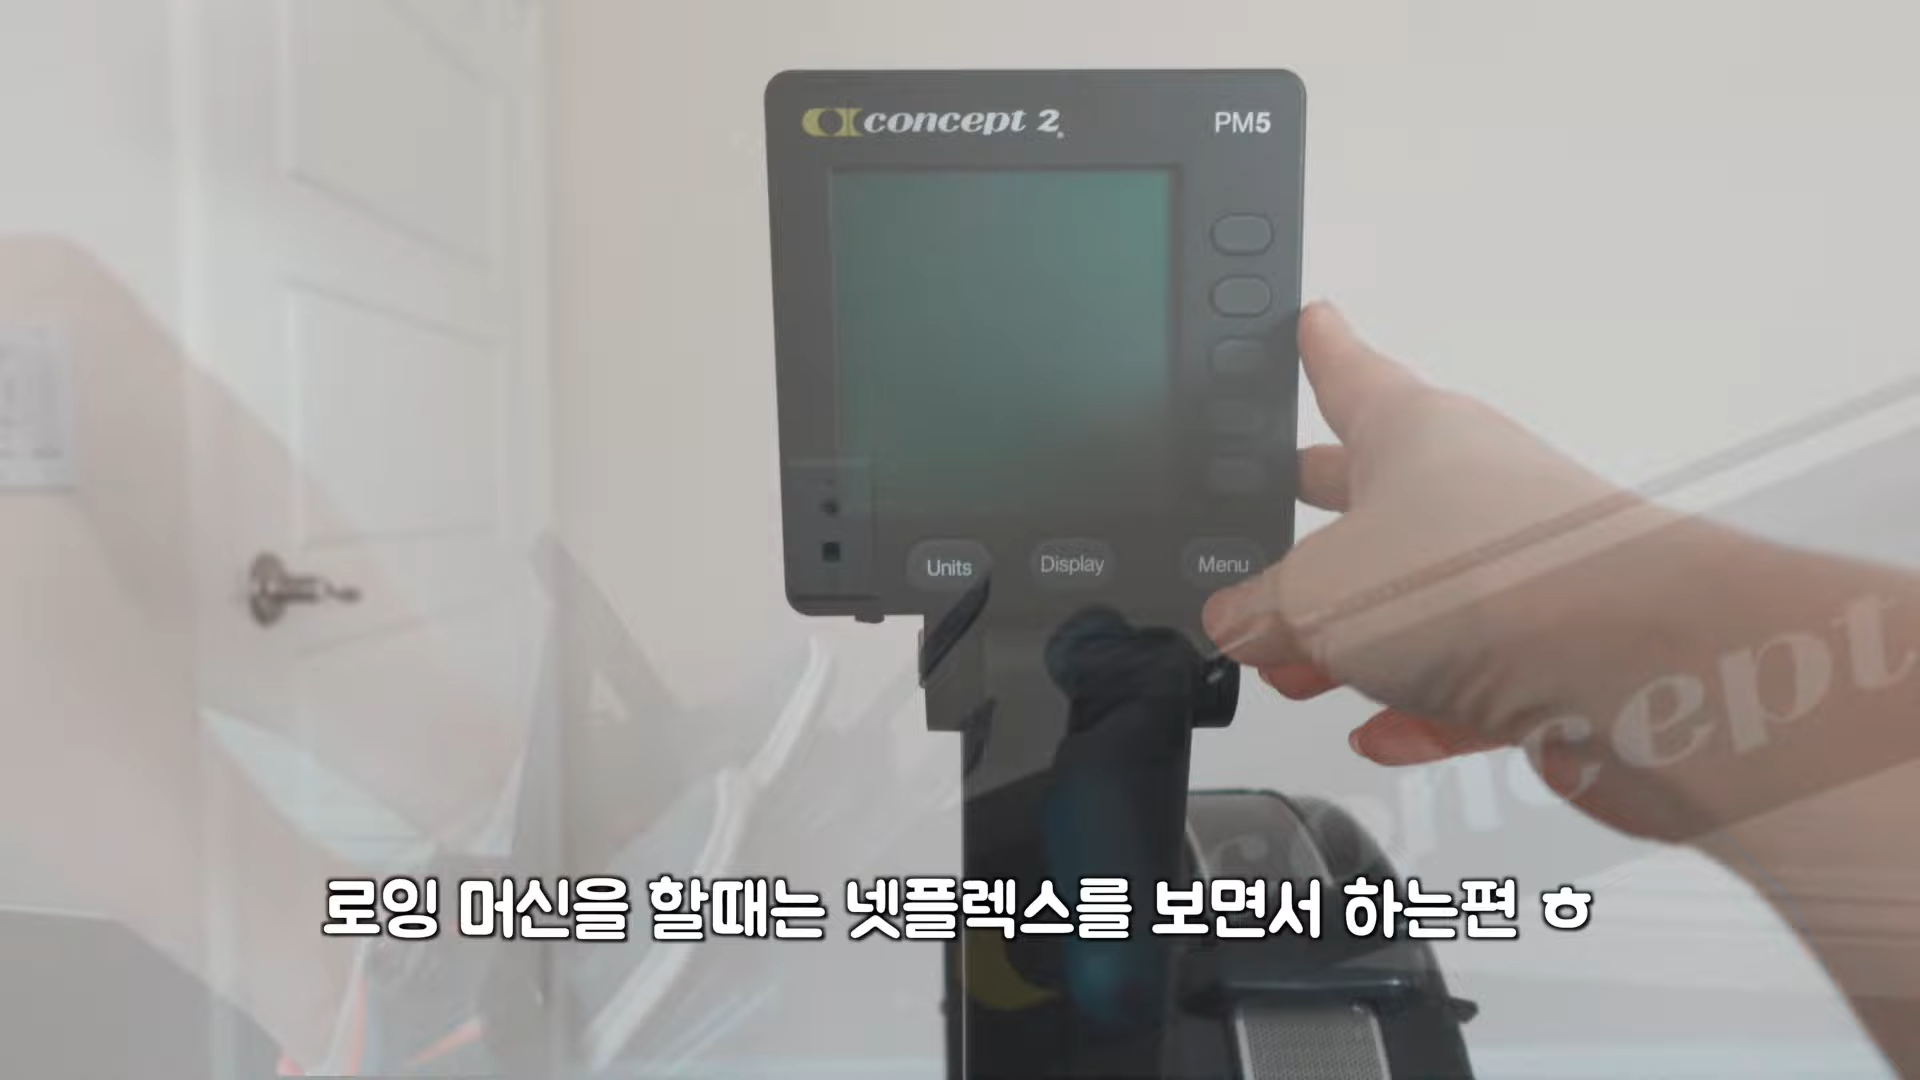 concept 2
PM5
Units
Display
Menu
concept
로잉 머신을 할때는 넷플렉스를 보면서 하는편 ㅎ